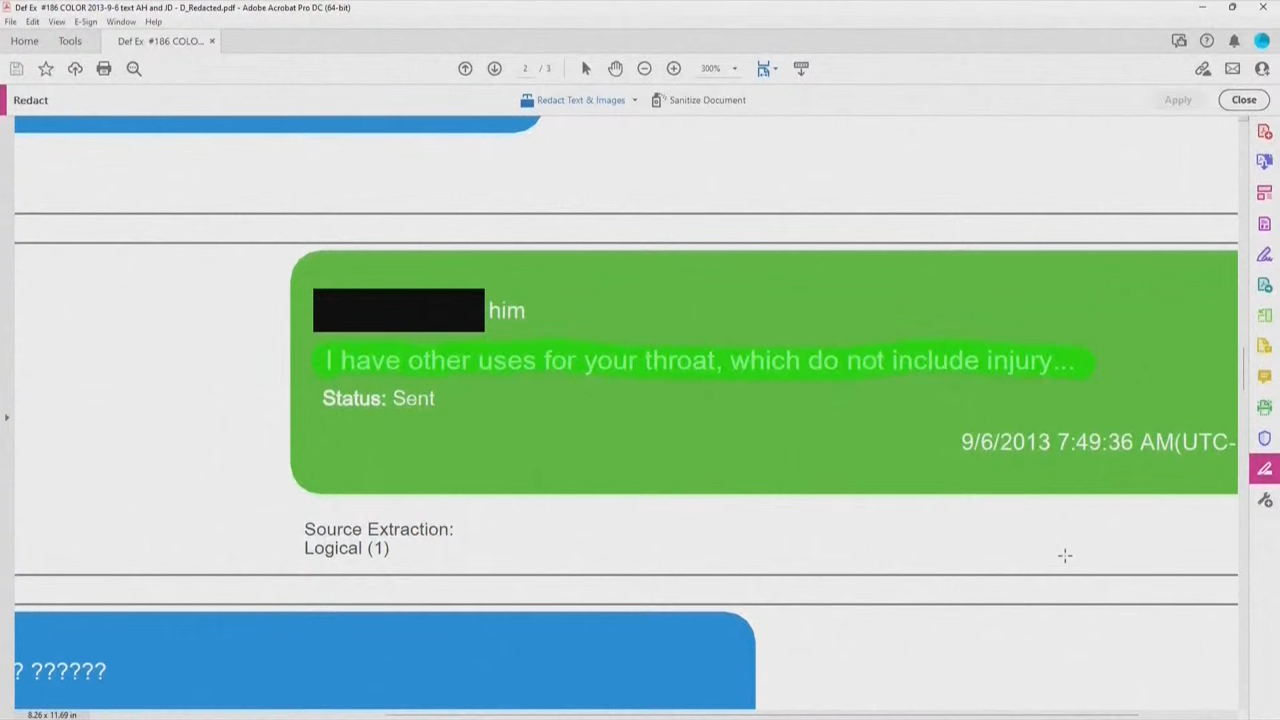 Def Ex #186 COLOR 2013-9-6 text AH and JD - D_Redacted.pdf - Adobe Acrobat Pro DC (64-bit)
File Edit View E-Sign Window Help
Home Tools Def Ex #186 COLO... ×
2 / 3 300%
Redact Redact Text & Images Sanitize Document Apply Close
him
I have other uses for your throat, which do not include injury...
Status: Sent
9/6/2013 7:49:36 AM(UTC-
Source Extraction:
Logical (1)
? ??????
8.26 x 11.69 in